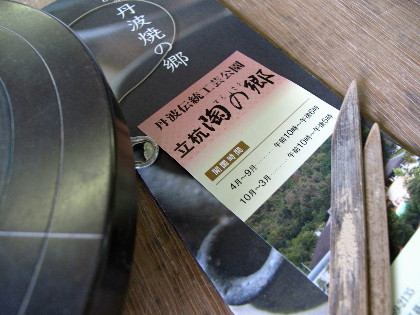 丹波焼の郷
丹波伝統工芸公園
立杭陶の郷
開園時間
4月～9月……午前10時～午後6時
10月～3月……午前10時～午後5時